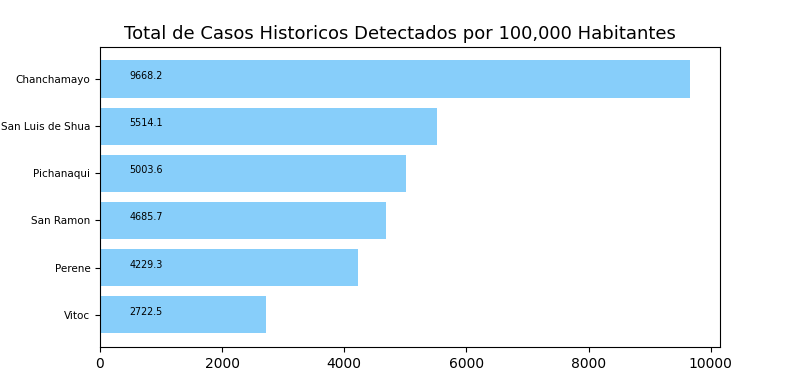 Total de Casos Historicos Detectados por 100,000 Habitantes
Chanchamayo 9668.2
San Luis de Shua 5514.1
Pichanaqui 5003.6
San Ramon 4685.7
Perene 4229.3
Vitoc 2722.5
0 2000 4000 6000 8000 10000